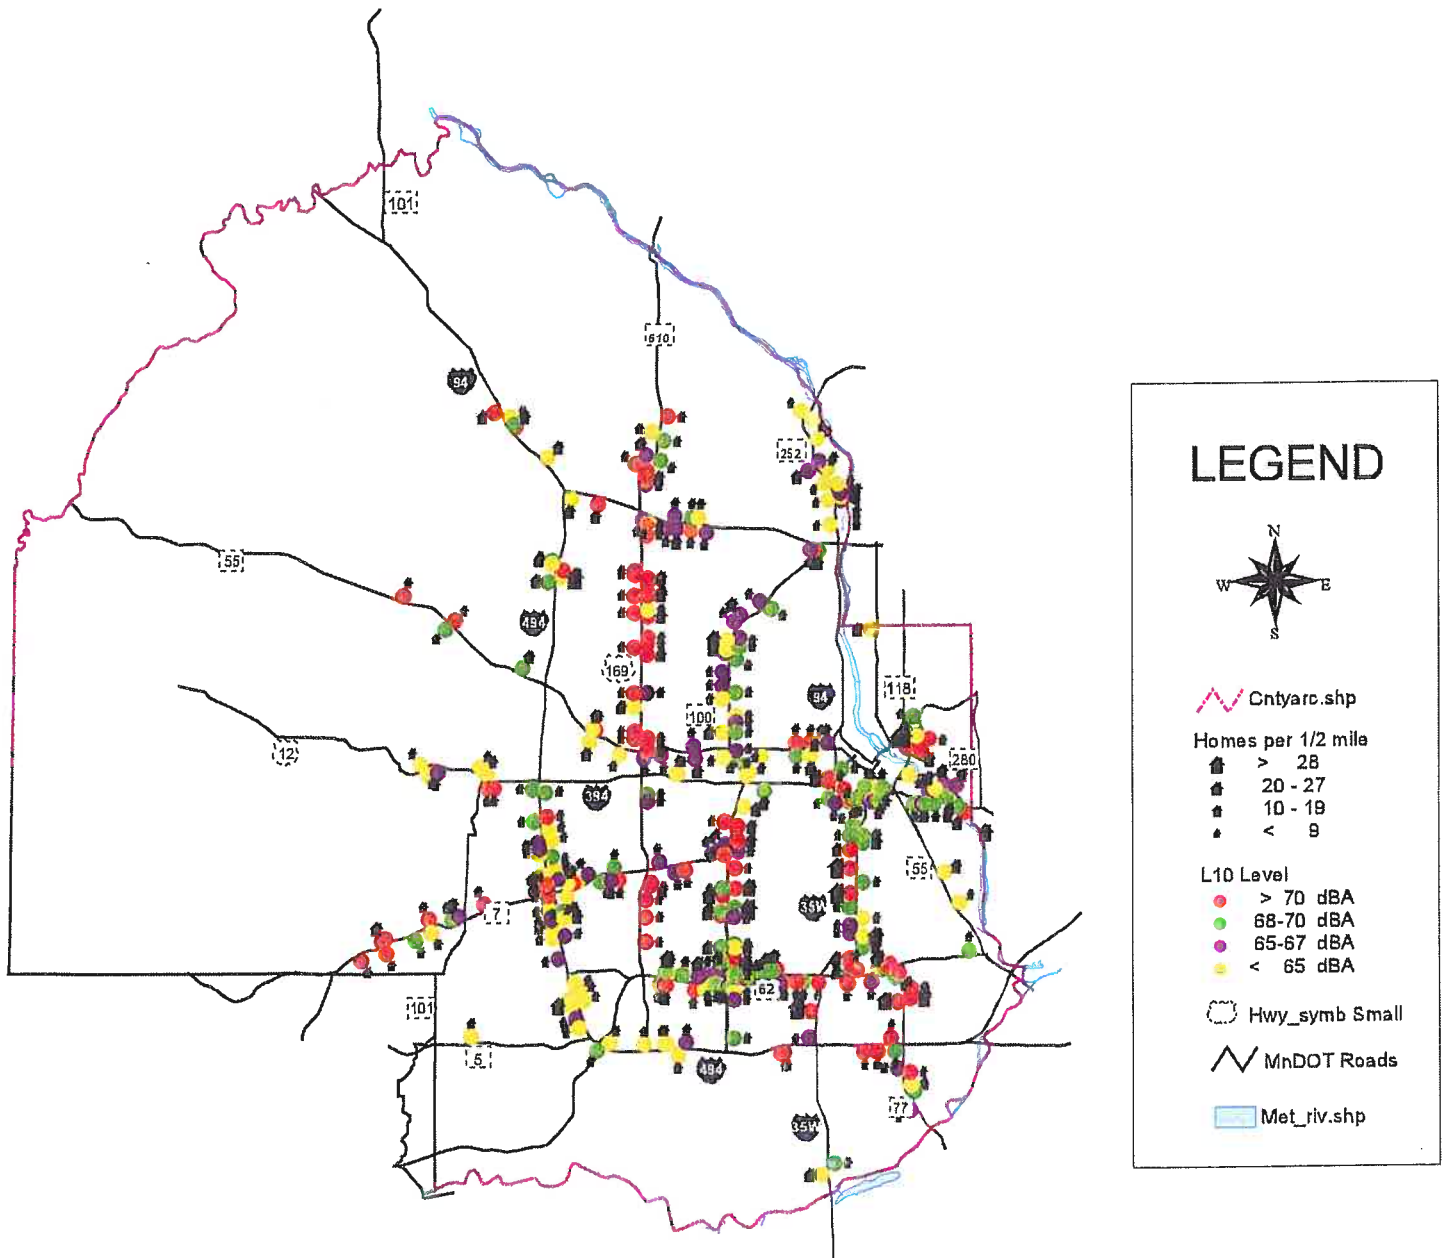 101
610
94
252
55
494
169
100
94
118
12
280
394
55
7
35W
62
101
5
494
77
35W
LEGEND
N
W E
S
Cntyarc.shp
Homes per 1/2 mile
> 28
20 - 27
10 - 19
< 9
L10 Level
> 70 dBA
68-70 dBA
65-67 dBA
< 65 dBA
Hwy_symb Small
MnDOT Roads
Met_riv.shp